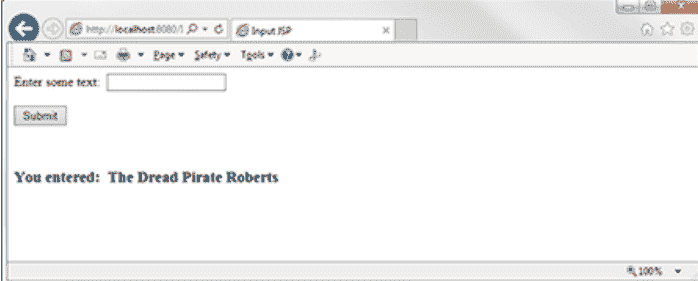 http://localhost:8080/1
Input JSP
Page Safety Tools
Enter some text:
Submit
You entered: The Dread Pirate Roberts
100%